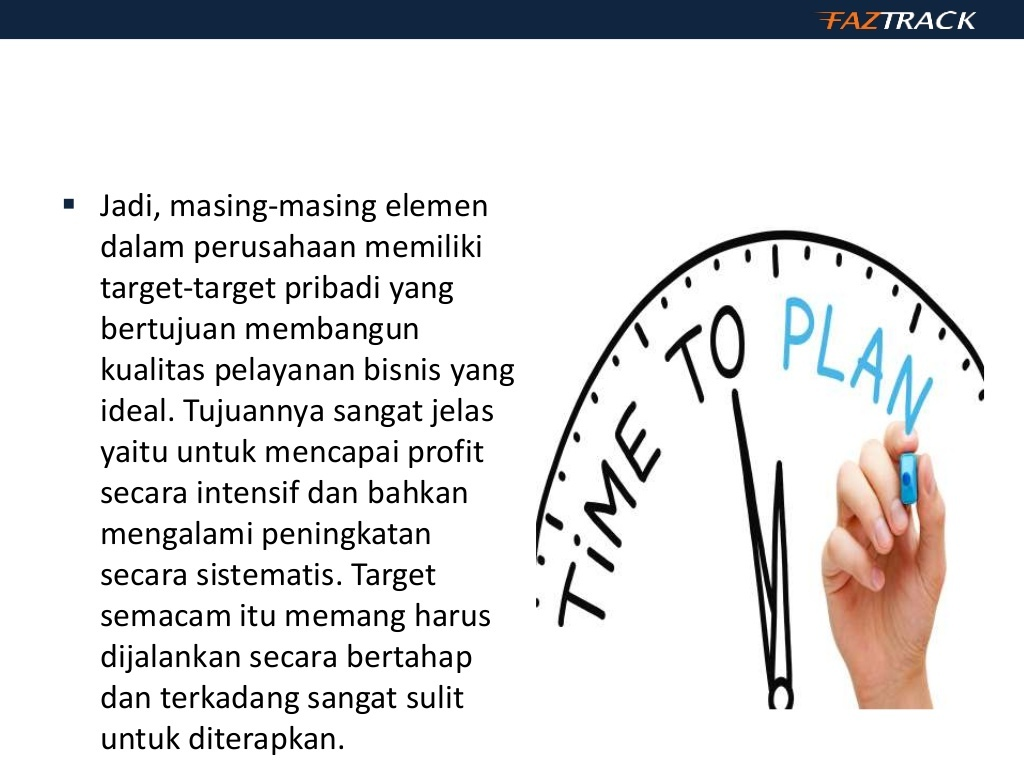 FAZTRACK
Jadi, masing-masing elemen
dalam perusahaan memiliki
target-target pribadi yang
bertujuan membangun
kualitas pelayanan bisnis yang
ideal. Tujuannya sangat jelas
yaitu untuk mencapai profit
secara intensif dan bahkan
mengalami peningkatan
secara sistematis. Target
semacam itu memang harus
dijalankan secara bertahap
dan terkadang sangat sulit
untuk diterapkan.
TiME TO PLAN